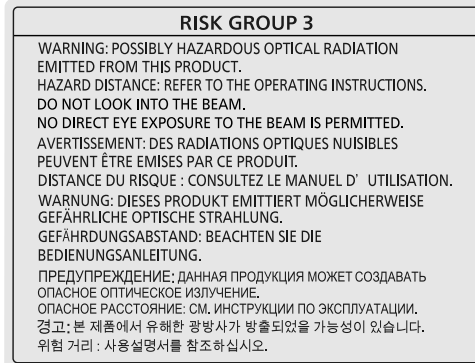 RISK GROUP 3
WARNING: POSSIBLY HAZARDOUS OPTICAL RADIATION
EMITTED FROM THIS PRODUCT.
HAZARD DISTANCE: REFER TO THE OPERATING INSTRUCTIONS.
DO NOT LOOK INTO THE BEAM.
NO DIRECT EYE EXPOSURE TO THE BEAM IS PERMITTED.
AVERTISSEMENT: DES RADIATIONS OPTIQUES NUISIBLES
PEUVENT ÊTRE EMISES PAR CE PRODUIT.
DISTANCE DU RISQUE : CONSULTEZ LE MANUEL D' UTILISATION.
WARNUNG: DIESES PRODUKT EMITTIERT MÖGLICHERWEISE
GEFÄHRLICHE OPTISCHE STRAHLUNG.
GEFÄHRDUNGSABSTAND: BEACHTEN SIE DIE
BEDIENUNGSANLEITUNG.
ПРЕДУПРЕЖДЕНИЕ: ДАННАЯ ПРОДУКЦИЯ МОЖЕТ СОЗДАВАТЬ
ОПАСНОЕ ОПТИЧЕСКОЕ ИЗЛУЧЕНИЕ.
ОПАСНОЕ РАССТОЯНИЕ: СМ. ИНСТРУКЦИИ ПО ЭКСПЛУАТАЦИИ.
경고: 본 제품에서 유해한 광방사가 방출되었을 가능성이 있습니다.
위험 거리 : 사용설명서를 참조하십시오.